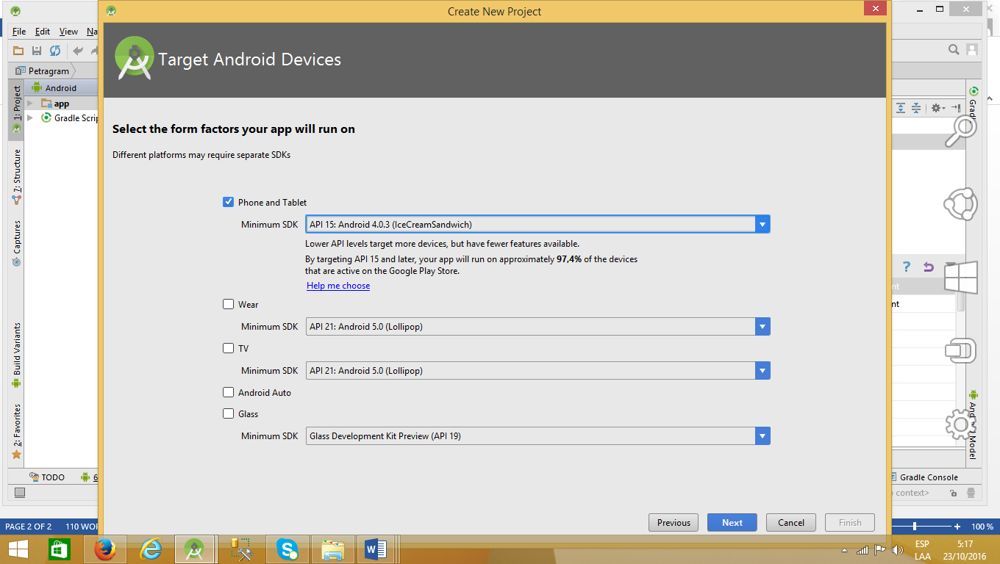 Create New Project
File Edit View Na
Petragram
Target Android Devices
Android
app
Gradle Scrip
1: Project
7: Structure
Captures
Build Variants
2: Favorites
Select the form factors your app will run on
Different platforms may require separate SDKs
Phone and Tablet
Minimum SDK API 15: Android 4.0.3 (IceCreamSandwich)
Lower API levels target more devices, but have fewer features available.
By targeting API 15 and later, your app will run on approximately 97,4% of the devices
that are active on the Google Play Store.
Help me choose
Wear
Minimum SDK API 21: Android 5.0 (Lollipop)
TV
Minimum SDK API 21: Android 5.0 (Lollipop)
Android Auto
Glass
Minimum SDK Glass Development Kit Preview (API 19)
Previous Next Cancel Finish
?
nt
nt
Model
TODO 6
Gradle Console
context>
PAGE 2 OF 2 110 WOR
100 %
ESP 5:17
LAA 23/10/2016